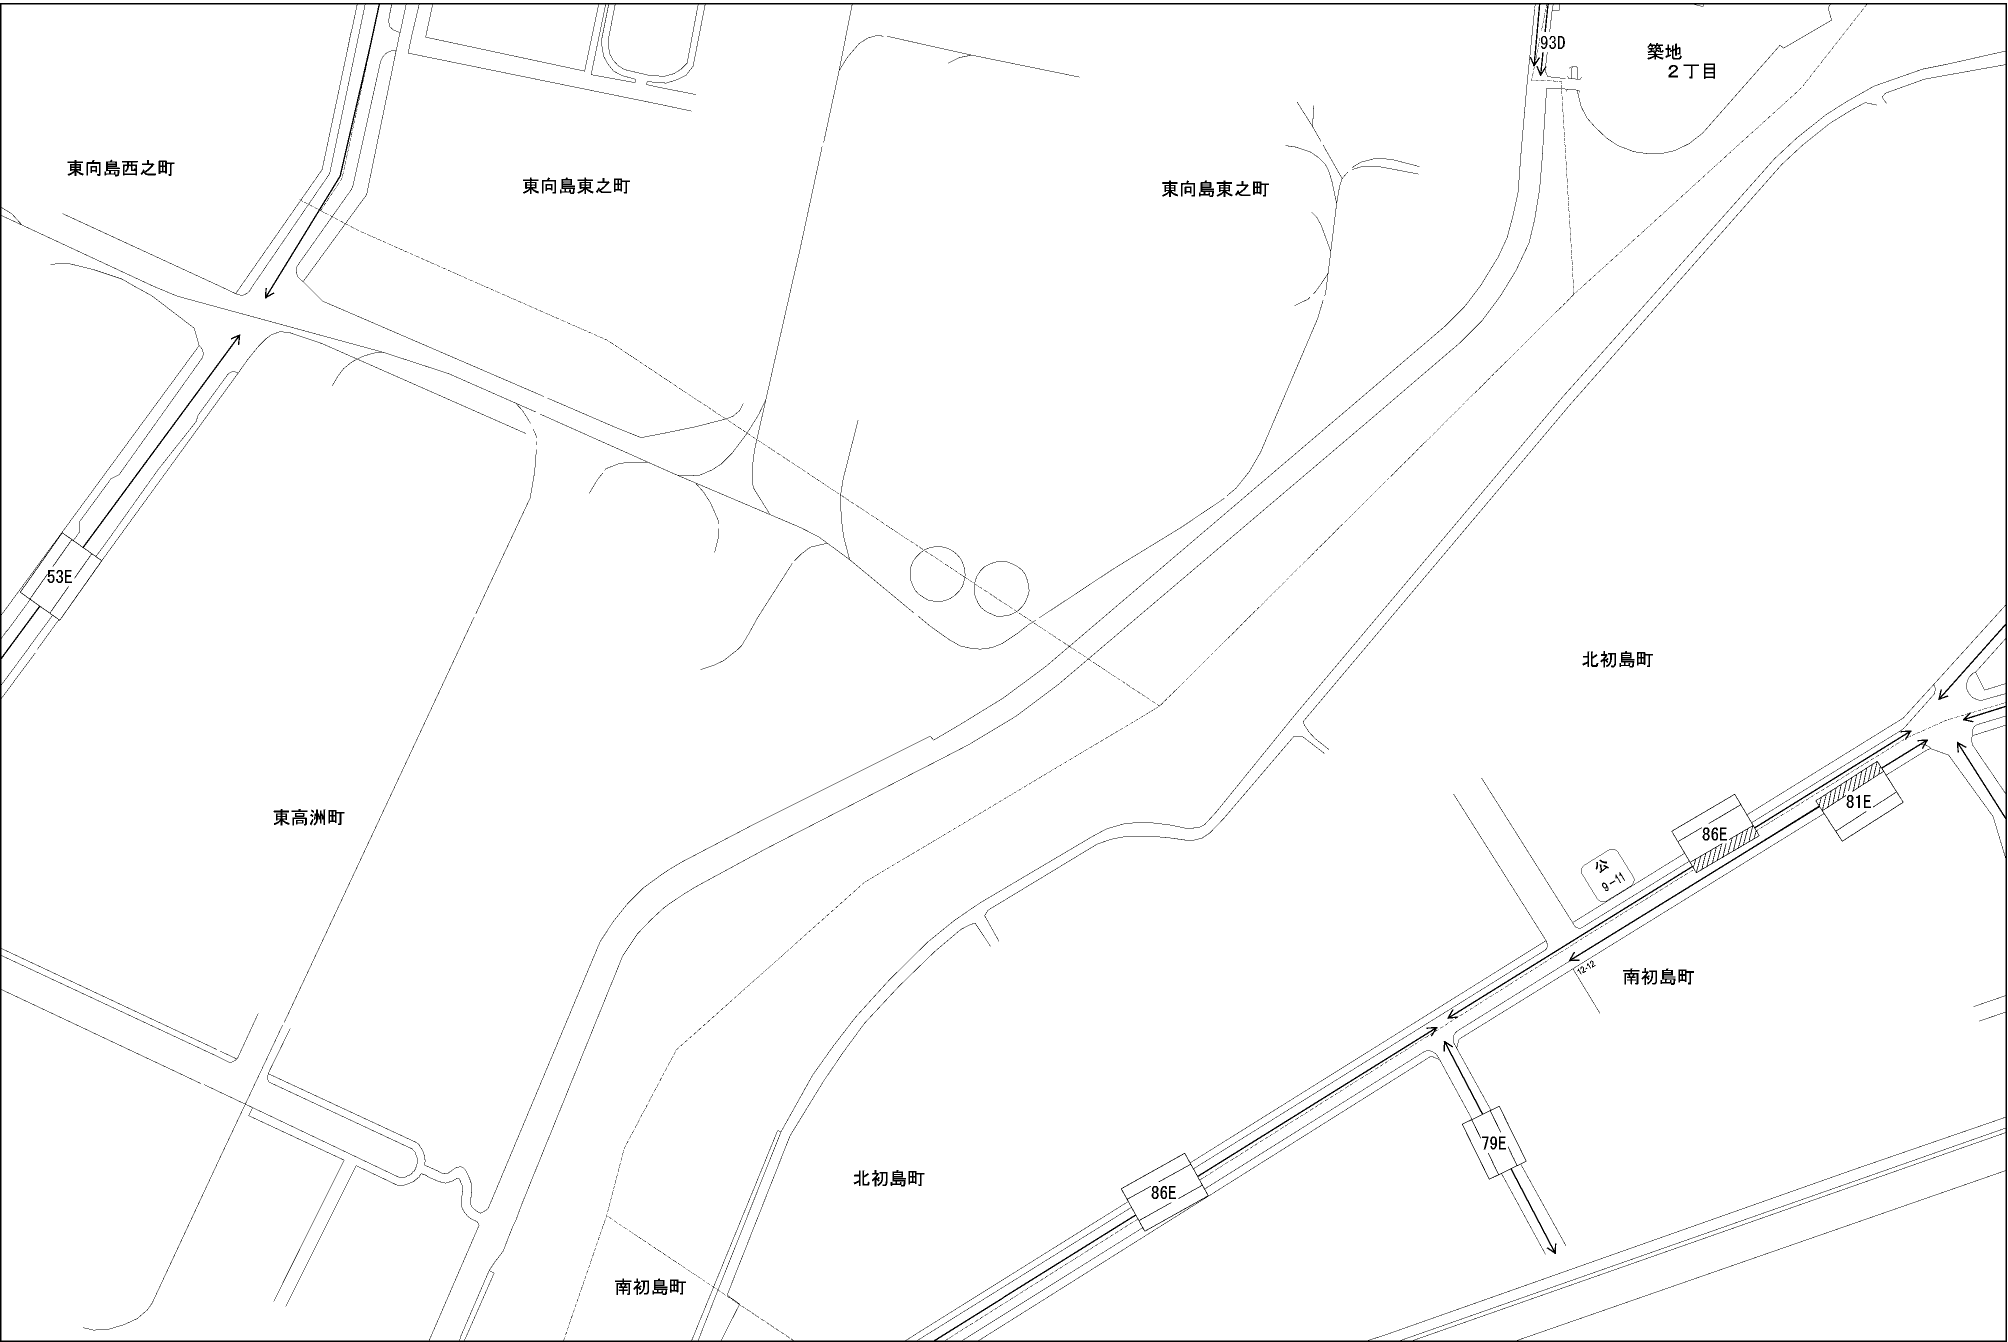 93D
築地
2丁目
東向島西之町
東向島東之町
東向島東之町
53E
北初島町
東高洲町
81E
86E
公
9-11
12-12
南初島町
79E
北初島町
86E
南初島町